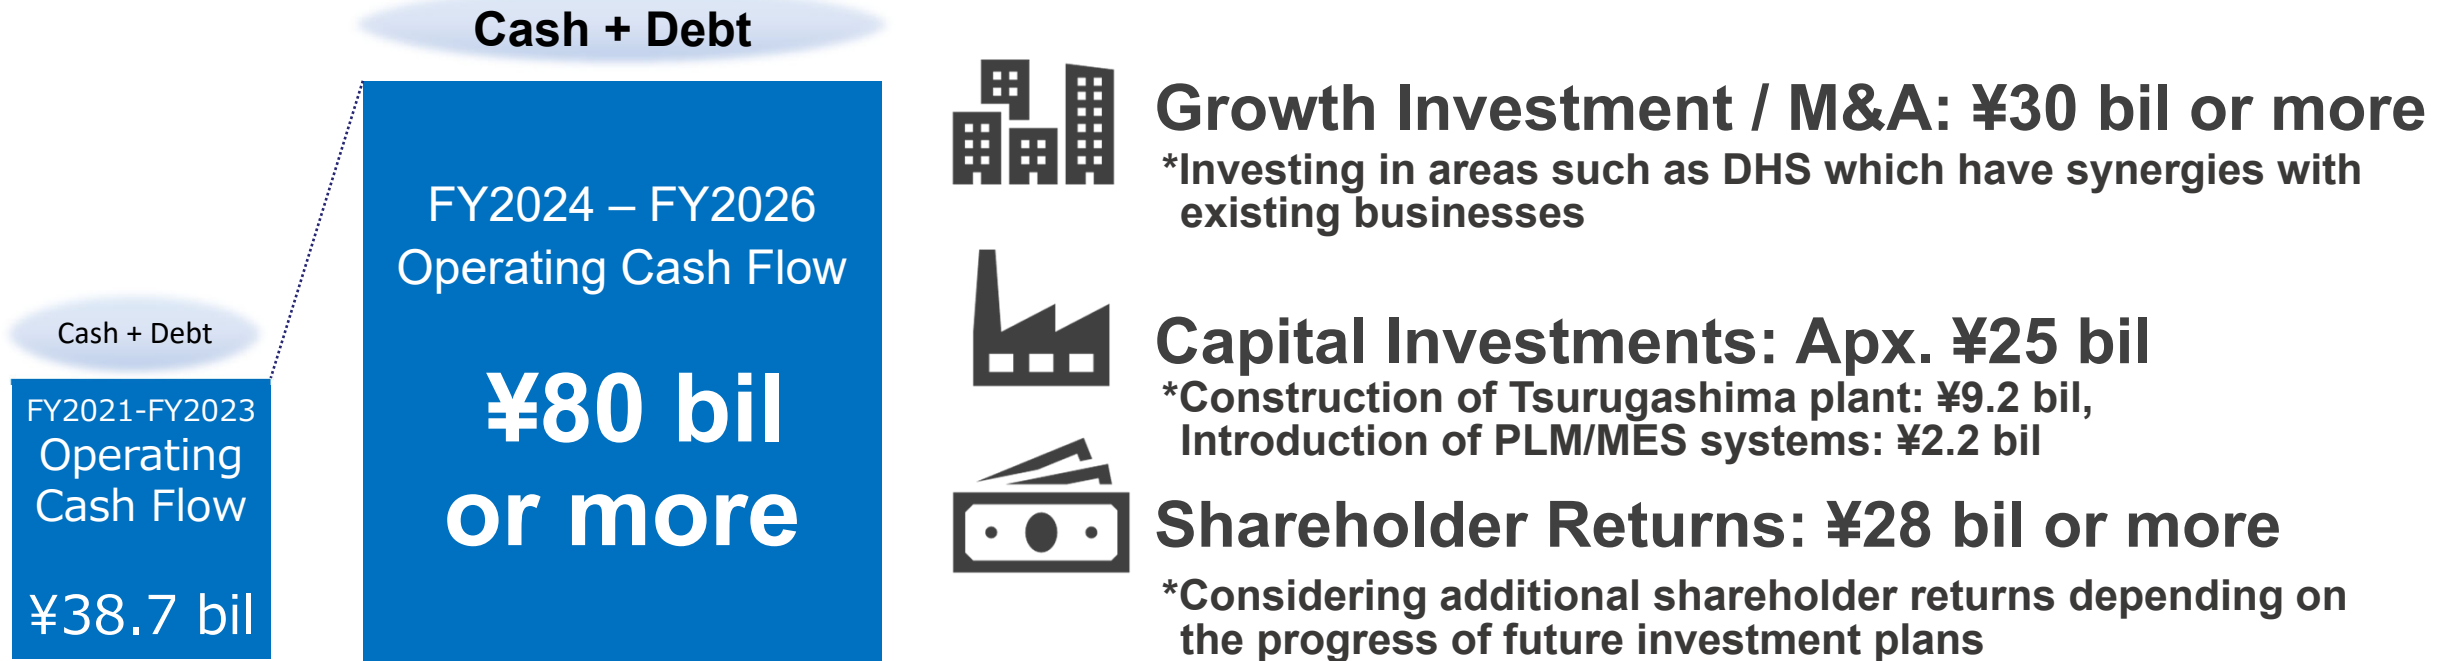 Cash + Debt
FY2021-FY2023
Operating
Cash Flow
¥38.7 bil
Cash + Debt
FY2024 – FY2026
Operating Cash Flow
¥80 bil
or more
Growth Investment / M&A: ¥30 bil or more
*Investing in areas such as DHS which have synergies with
existing businesses
Capital Investments: Apx. ¥25 bil
*Construction of Tsurugashima plant: ¥9.2 bil,
Introduction of PLM/MES systems: ¥2.2 bil
Shareholder Returns: ¥28 bil or more
*Considering additional shareholder returns depending on
the progress of future investment plans